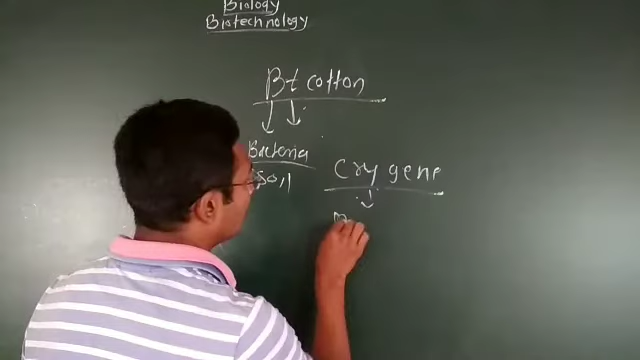 Biology
Biotechnology
Bt cotton
Bacteria
Soil
Cry gene